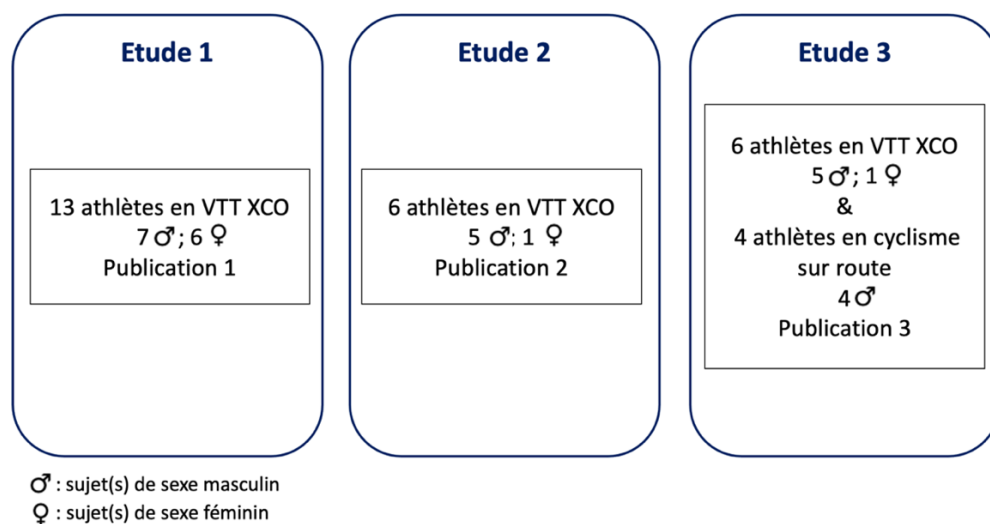 Etude 1
13 athlètes en VTT XCO
7 ♂; 6 ♀
Publication 1
Etude 2
6 athlètes en VTT XCO
5 ♂: 1 ♀
Publication 2
Etude 3
6 athlètes en VTT XCO
5 ♂; 1 ♀
&
4 athlètes en cyclisme
sur route
4 ♂
Publication 3
♂ : sujet(s) de sexe masculin
♀ : sujet(s) de sexe féminin